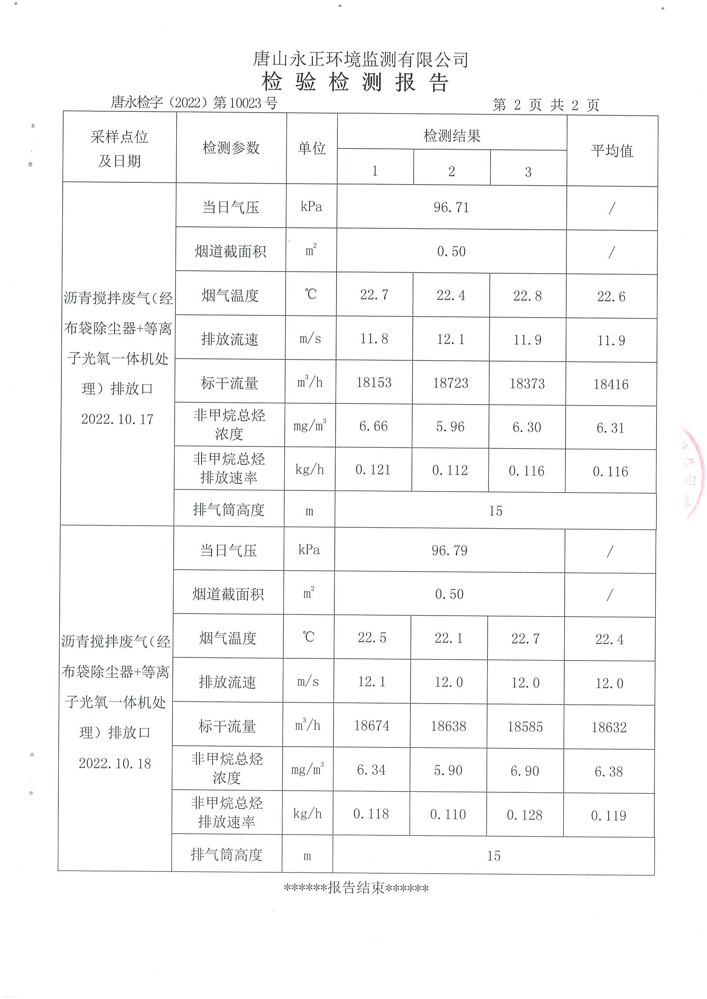 唐山永正环境监测有限公司
检验检测报告
唐永检字（2022）第10023号 第 2 页 共 2 页
采样点位及日期 检测参数 单位 检测结果 平均值
1 2 3
沥青搅拌废气（经
布袋除尘器+等离
子光氧一体机处
理）排放口
2022.10.17
当日气压 kPa 96.71 /
烟道截面积 m² 0.50 /
烟气温度 ℃ 22.7 22.4 22.8 22.6
排放流速 m/s 11.8 12.1 11.9 11.9
标干流量 m³/h 18153 18723 18373 18416
非甲烷总烃浓度 mg/m³ 6.66 5.96 6.30 6.31
非甲烷总烃排放速率 kg/h 0.121 0.112 0.116 0.116
排气筒高度 m 15
沥青搅拌废气（经
布袋除尘器+等离
子光氧一体机处
理）排放口
2022.10.18
当日气压 kPa 96.79 /
烟道截面积 m² 0.50 /
烟气温度 ℃ 22.5 22.1 22.7 22.4
排放流速 m/s 12.1 12.0 12.0 12.0
标干流量 m³/h 18674 18638 18585 18632
非甲烷总烃浓度 mg/m³ 6.34 5.90 6.90 6.38
非甲烷总烃排放速率 kg/h 0.118 0.110 0.128 0.119
排气筒高度 m 15
******报告结束******